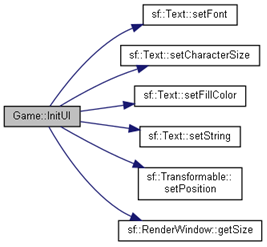 sf::Text::setFont
sf::Text::setCharacterSize
sf::Text::setFillColor
Game::InitUI
sf::Text::setString
sf::Transformable::
setPosition
sf::RenderWindow::getSize